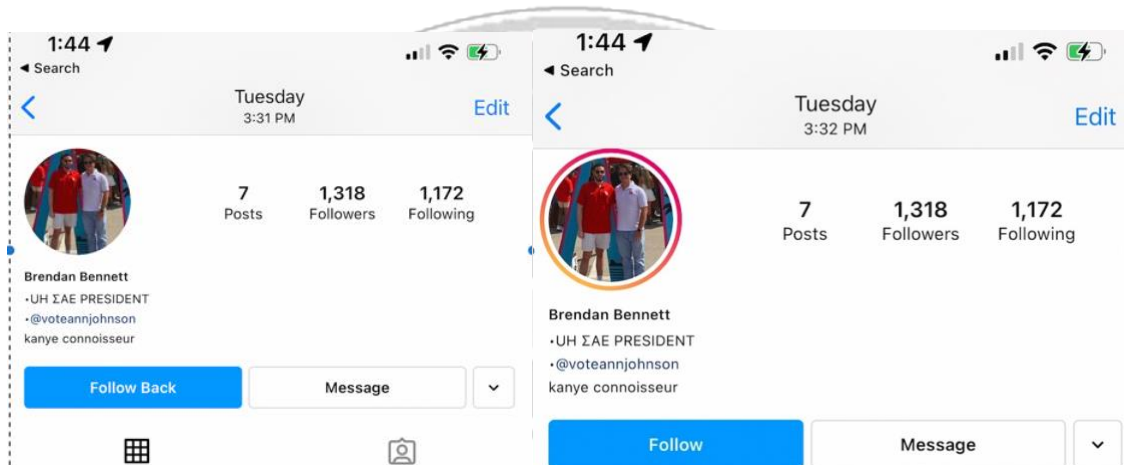 1:44
◀ Search
Tuesday
3:31 PM
Edit
7
Posts
1,318
Followers
1,172
Following
Brendan Bennett
•UH ΣAE PRESIDENT
•@voteannjohnson
kanye connoisseur
Follow Back
Message
1:44
◀ Search
Tuesday
3:32 PM
Edit
7
Posts
1,318
Followers
1,172
Following
Brendan Bennett
•UH ΣAE PRESIDENT
•@voteannjohnson
kanye connoisseur
Follow
Message